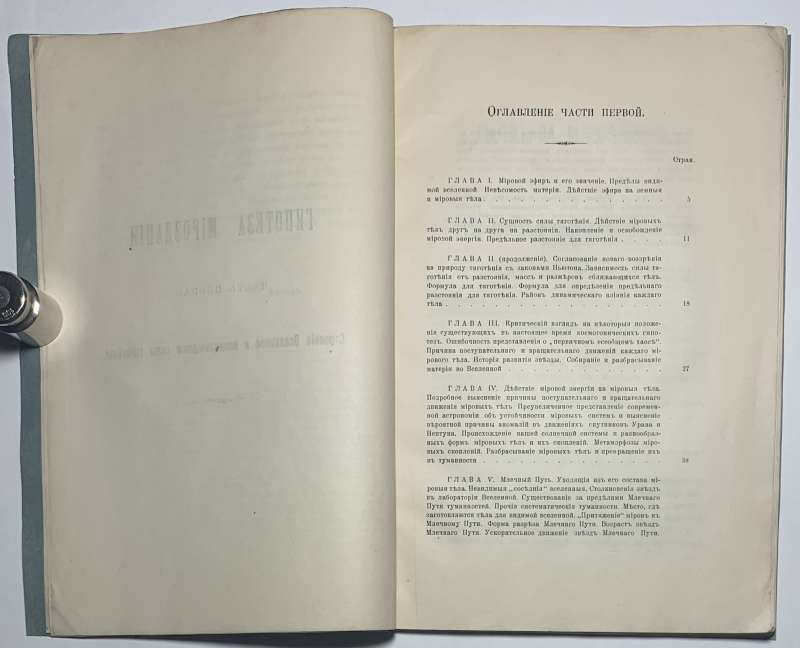 ГИПОТЕЗА МІРОЗДАНІЯ
Оглавленіе части первой.
Стран.
ГЛАВА I. Міровой эфиръ и его значеніе. Предѣлы види-
мой вселенной. Невѣсомость матеріи. Дѣйствіе эфира на земныя
и міровыя тѣла . . . . . . . . . . . . . . . 5
ГЛАВА II. Сущность силы тяготѣнія. Дѣйствіе міровыхъ
тѣлъ другъ на друга на разстояніи. Накопленіе и освобожденіе
міровой энергіи. Предѣльное разстояніе для тяготѣнія . . . . 11
ГЛАВА II (продолженіе). Согласованіе новаго воззрѣнія
на природу тяготѣнія съ законами Ньютона. Зависимость силы тя-
готѣнія отъ разстоянія, массъ и размѣровъ сближающихся тѣлъ.
Формула для тяготѣнія. Формула для опредѣленія предѣльнаго
разстоянія для тяготѣнія. Районъ динамическаго вліянія каждаго
тѣла . . . . . . . . . . . . . . . . . 18
ГЛАВА III. Критическій взглядъ на нѣкоторыя положе-
нія существующихъ въ настоящее время космогоническихъ гипо-
тезъ. Ошибочность представленія о „первичномъ всеобщемъ хаосѣ“.
Причина поступательнаго и вращательнаго движеній каждаго мі-
рового тѣла. Исторія развитія звѣзды. Собираніе и разбрасываніе
матеріи во Вселенной . . . . . . . . . . . . . 27
ГЛАВА IV. Дѣйствіе міровой энергіи на міровыя тѣла.
Подробное выясненіе причины поступательнаго и вращательнаго
движенія міровыхъ тѣлъ. Преувеличенное представленіе современ-
ной астрономіи объ устойчивости міровыхъ системъ и выясненіе
вѣроятной причины аномалій въ движеніяхъ спутниковъ Урана и
Нептуна. Происхожденіе нашей солнечной системы и разнообраз-
ныхъ формъ міровыхъ тѣлъ и ихъ скопленій. Метаморфозы міро-
выхъ скопленій. Разбрасываніе міровыхъ тѣлъ и превращеніе ихъ
въ туманности . . . . . . . . . . . . . . . 38
ГЛАВА V. Млечный Путь. Уходящія изъ его состава мі-
ровыя тѣла. Невидимыя „сосѣднія“ вселенныя. Столкновенія звѣздъ
въ лабораторіи Вселенной. Существованіе за предѣлами Млечнаго
Пути туманностей. Прочія систематическія туманности. Мѣсто, гдѣ
заготовляются тѣла для видимой вселенной. „Притяженіе“ міровъ къ
Млечному Пути. Форма разрѣза Млечнаго Пути. Возрастъ звѣздъ
Млечнаго Пути. Ускорительное движеніе звѣздъ Млечнаго Пути.